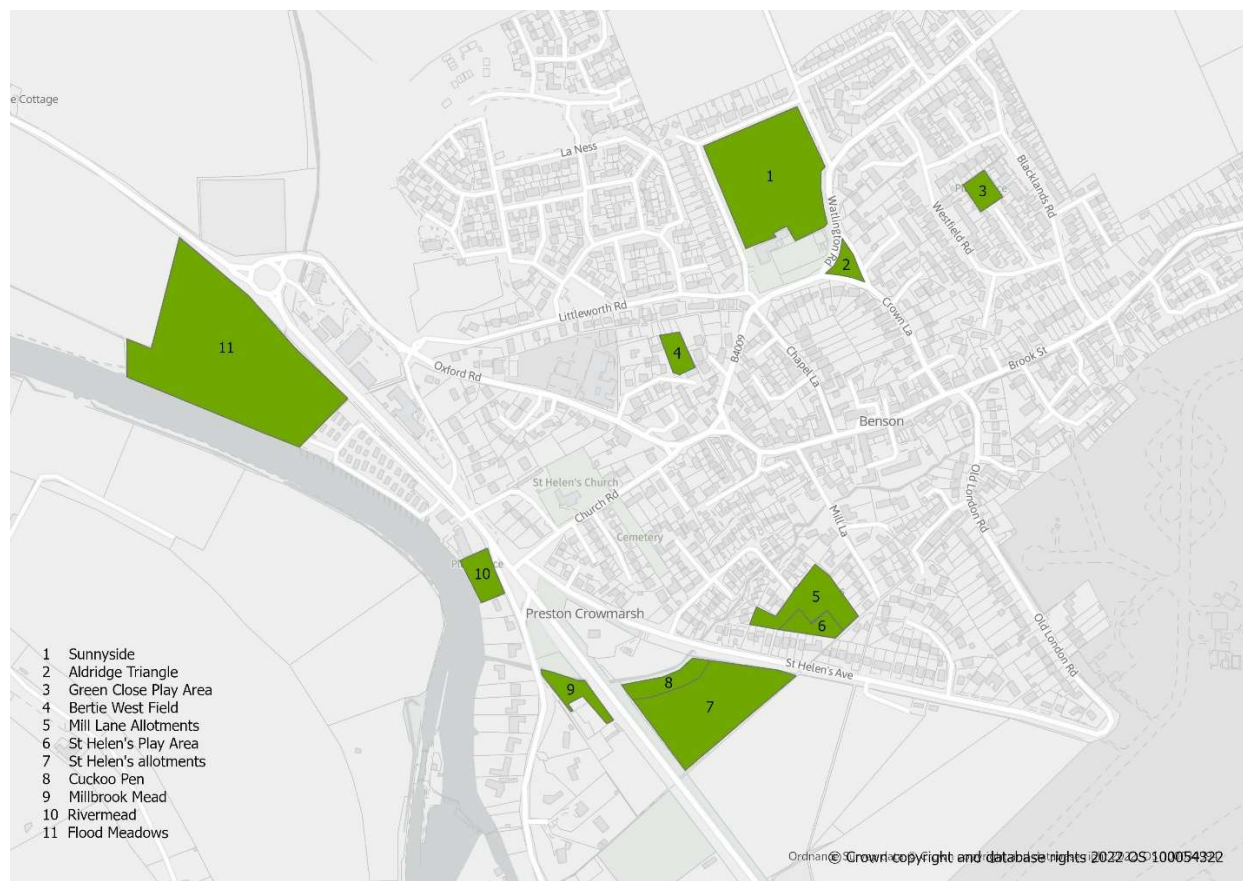 e Cottage
La Ness
1
Blacklands Rd
3
Westfield Rd
Watlington Rd
2
Crown La
Littleworth Rd
11
4
B4009
Chapel La
Brook St
Oxford Rd
Benson
St Helen's Church
Church Rd
Old London Rd
Mill La
Cemetery
10
5
Preston Crowmarsh
6
Old London Rd
St Helen's Ave
8
9
7
1 Sunnyside
2 Aldridge Triangle
3 Green Close Play Area
4 Bertie West Field
5 Mill Lane Allotments
6 St Helen's Play Area
7 St Helen's allotments
8 Cuckoo Pen
9 Millbrook Mead
10 Rivermead
11 Flood Meadows
© Crown copyright and database rights 2022 OS 100054322